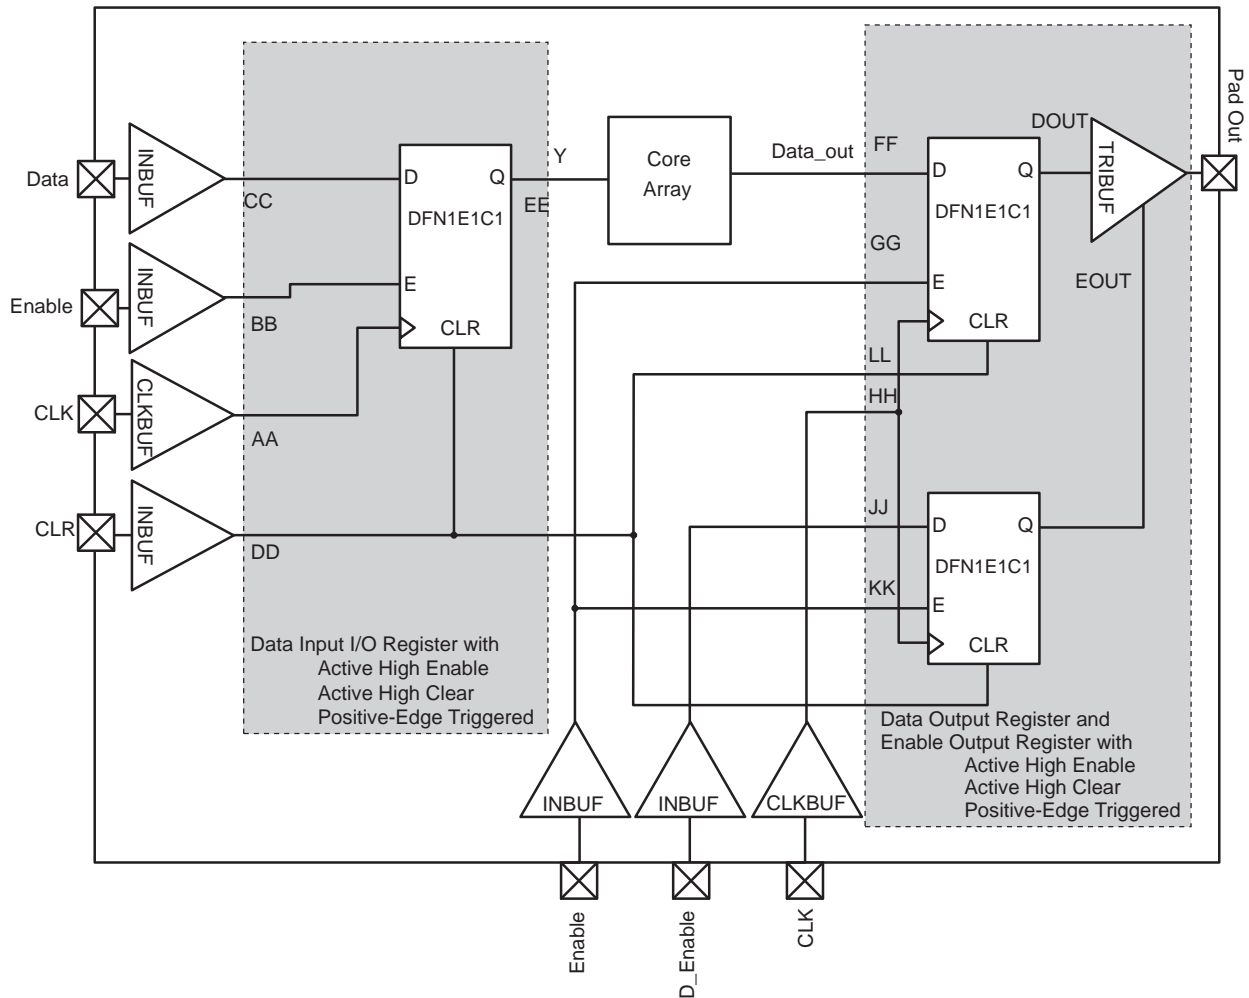 Pad Out
DOUT
FF
Data_out
Y
INBUF
TRIBUF
Core
Array
D
Q
D
Q
Data
CC
EE
DFN1E1C1
DFN1E1C1
GG
INBUF
E
E
EOUT
Enable
BB
CLR
CLR
LL
CLKBUF
HH
CLK
AA
INBUF
JJ
D
Q
CLR
DD
DFN1E1C1
KK
E
CLR
Data Input I/O Register with
Active High Enable
Active High Clear
Positive-Edge Triggered
Data Output Register and
Enable Output Register with
Active High Enable
Active High Clear
Positive-Edge Triggered
INBUF
INBUF
CLKBUF
Enable
D_Enable
CLK